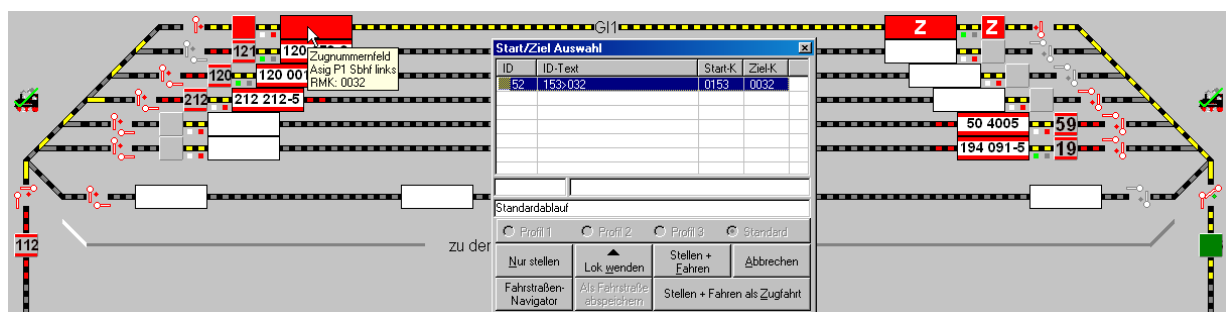 Gl1
Z
Z
121
120
Zugnummernfeld
Asig P1 Sbhf links
RMK: 0032
120
120 001
212
212 212-5
50 4005
59
194 091-5
19
112
zu der
Start/Ziel Auswahl
ID
ID-Text
Start-K
Ziel-K
52
153>032
0153
0032
Standardablauf
Profil 1
Profil 2
Profil 3
Standard
Nur stellen
Lok wenden
Stellen +
Fahren
Abbrechen
Fahrstraßen-
Navigator
Als Fahrstraße
abspeichern
Stellen + Fahren als Zugfahrt